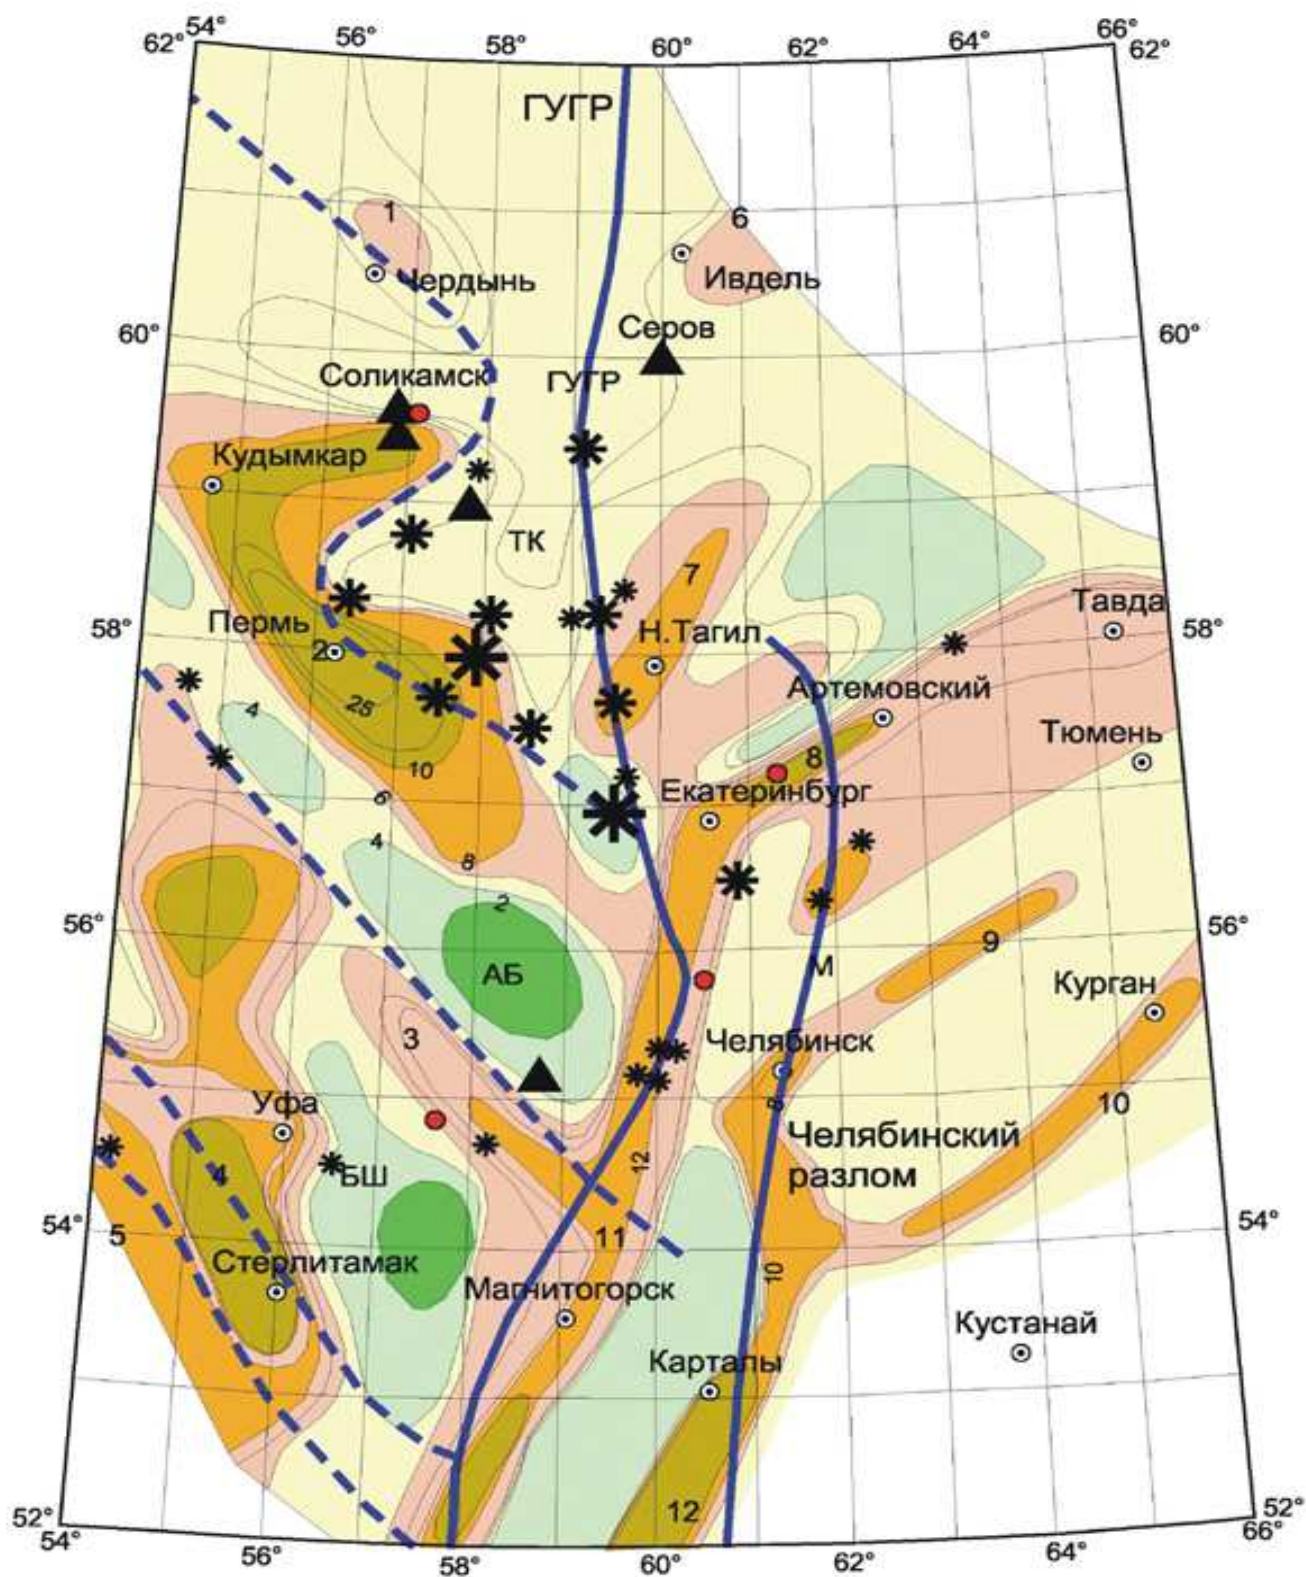 54°
56°
58°
60°
62°
64°
66°
62°
62°
ГУГР
1
6
Чердынь
Ивдель
60°
Серов
60°
Соликамск
ГУГР
Кудымкар
ТК
7
Тавда
58°
Пермь
Н.Тагил
58°
2
Артемовский
4
25
Тюмень
10
8
6
Екатеринбург
4
8
2
56°
56°
9
АБ
М
Курган
3
Челябинск
Уфа
8
10
Челябинский
разлом
12
БШ
4
54°
54°
5
11
Стерлитамак
10
Магнитогорск
Кустанай
Карталы
12
52°
52°
54°
56°
58°
60°
62°
64°
66°